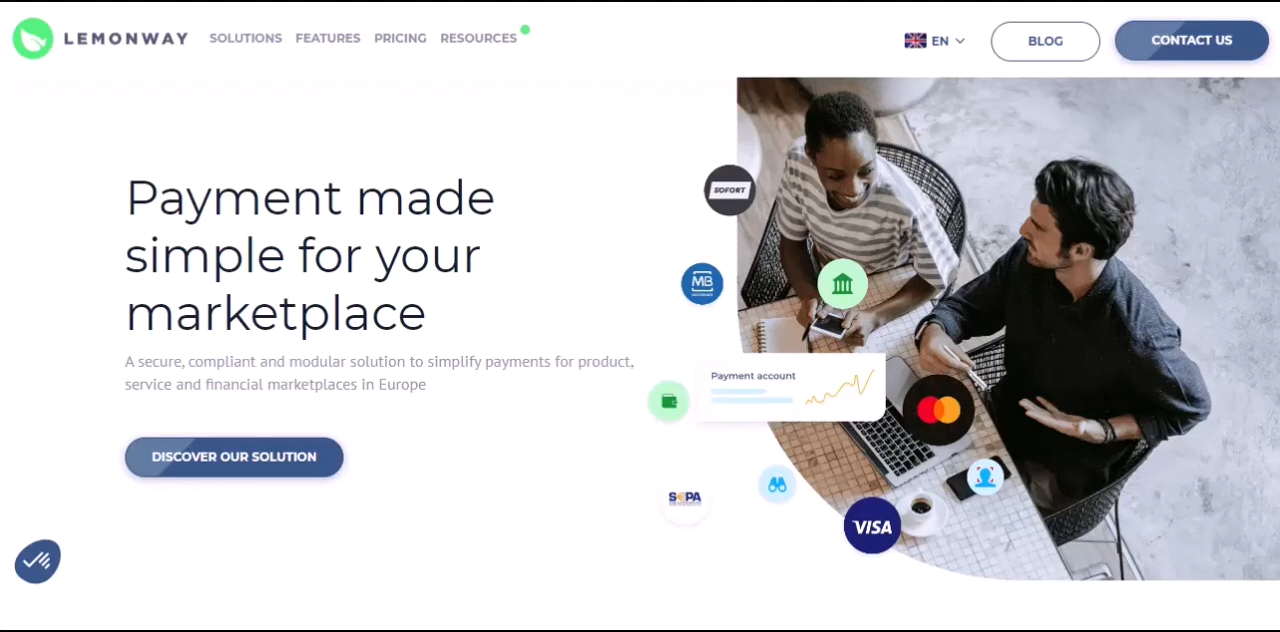 LEMONWAY
SOLUTIONS FEATURES PRICING RESOURCES
EN
BLOG
CONTACT US
Payment made
simple for your
marketplace
A secure, compliant and modular solution to simplify payments for product,
service and financial marketplaces in Europe
DISCOVER OUR SOLUTION
SOFORT
MB
Payment account
S€PA
VISA